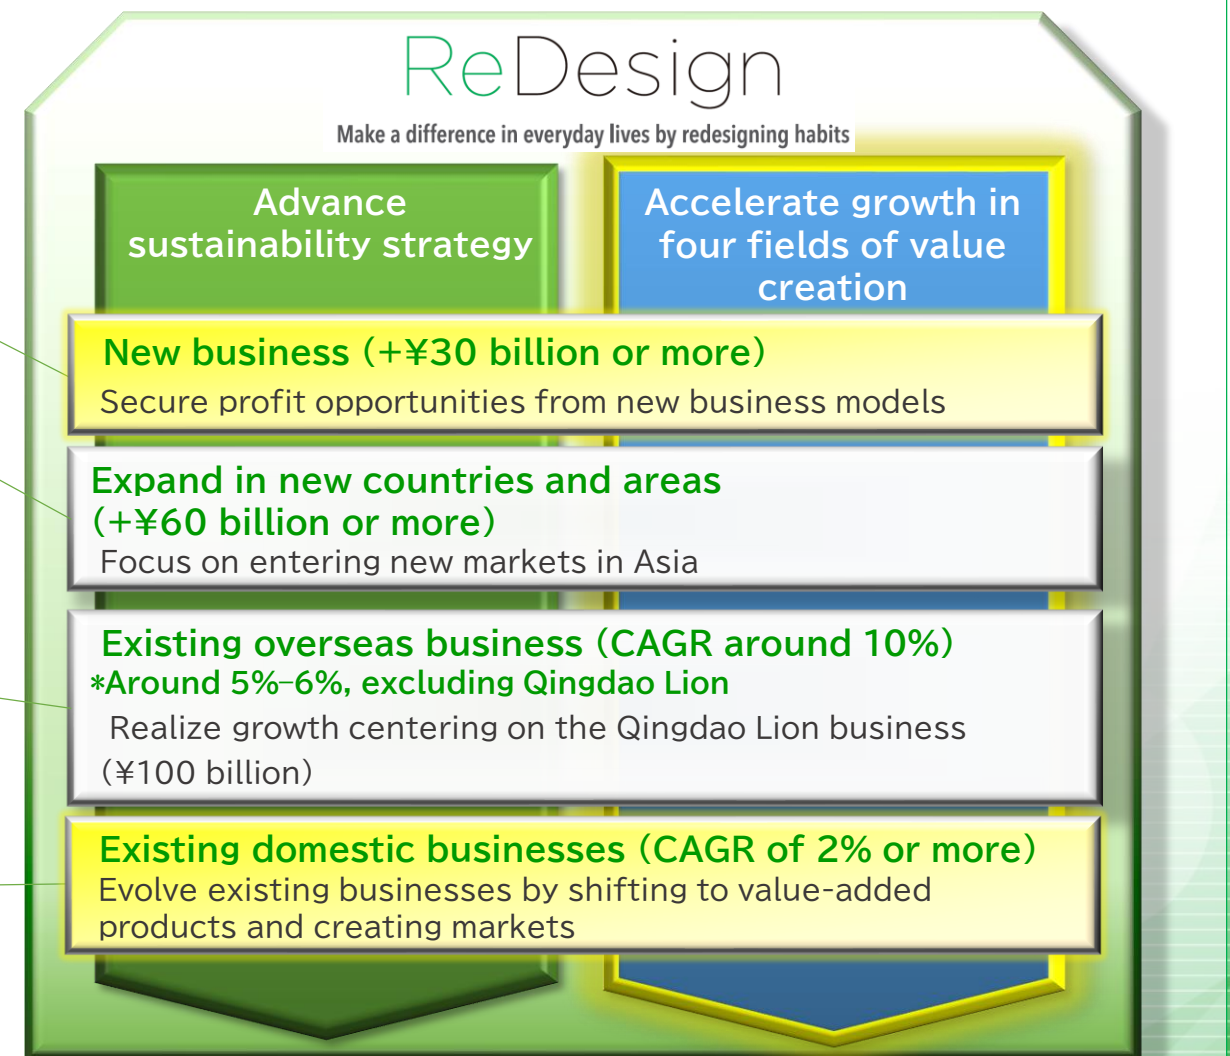 ReDesign
Make a difference in everyday lives by redesigning habits
Advance
sustainability strategy
Accelerate growth in
four fields of value
creation
New business (+¥30 billion or more)
Secure profit opportunities from new business models
Expand in new countries and areas
(+¥60 billion or more)
Focus on entering new markets in Asia
Existing overseas business (CAGR around 10%)
*Around 5%–6%, excluding Qingdao Lion
Realize growth centering on the Qingdao Lion business
(¥100 billion)
Existing domestic businesses (CAGR of 2% or more)
Evolve existing businesses by shifting to value-added
products and creating markets